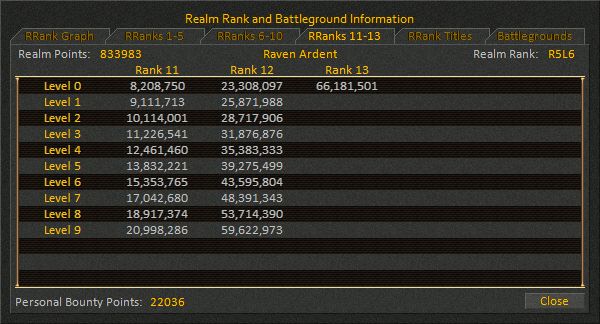 Realm Rank and Battleground Information
RRank Graph RRanks 1-5 RRanks 6-10 RRanks 11-13 RRank Titles Battlegrounds
Realm Points: 833983 Raven Ardent Realm Rank: R5L6
Rank 11 Rank 12 Rank 13
Level 0 8,208,750 23,308,097 66,181,501
Level 1 9,111,713 25,871,988
Level 2 10,114,001 28,717,906
Level 3 11,226,541 31,876,876
Level 4 12,461,460 35,383,333
Level 5 13,832,221 39,275,499
Level 6 15,353,765 43,595,804
Level 7 17,042,680 48,391,343
Level 8 18,917,374 53,714,390
Level 9 20,998,286 59,622,973
Personal Bounty Points: 22036 Close